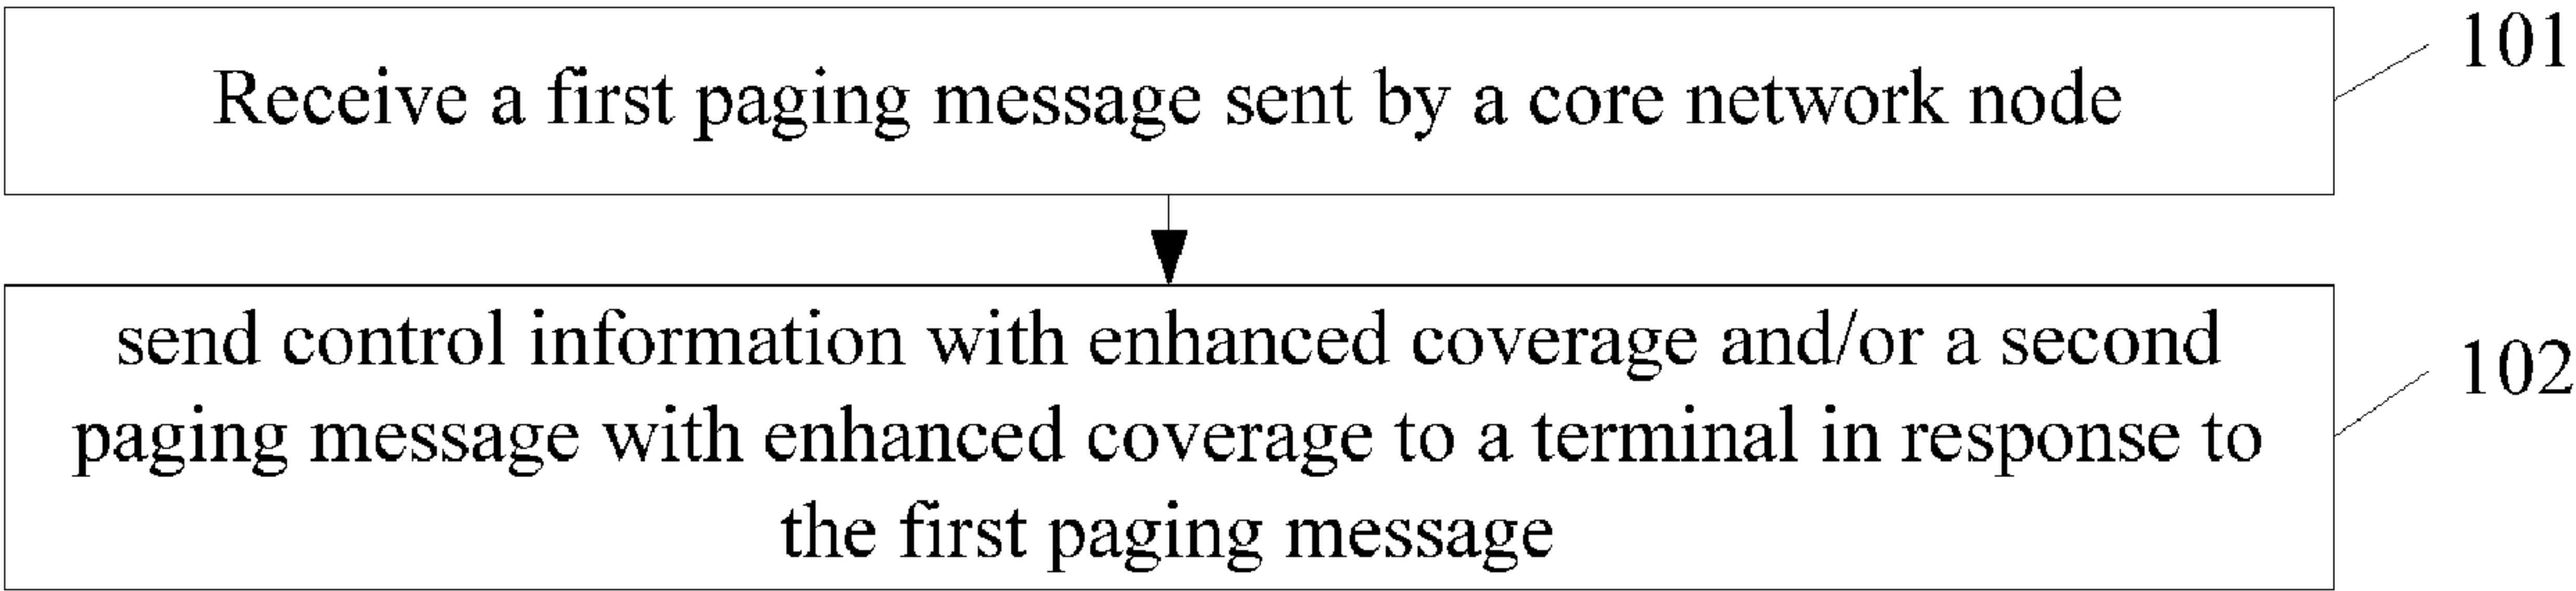 Receive a first paging message sent by a core network node
101
send control information with enhanced coverage and/or a second
paging message with enhanced coverage to a terminal in response to
the first paging message
102